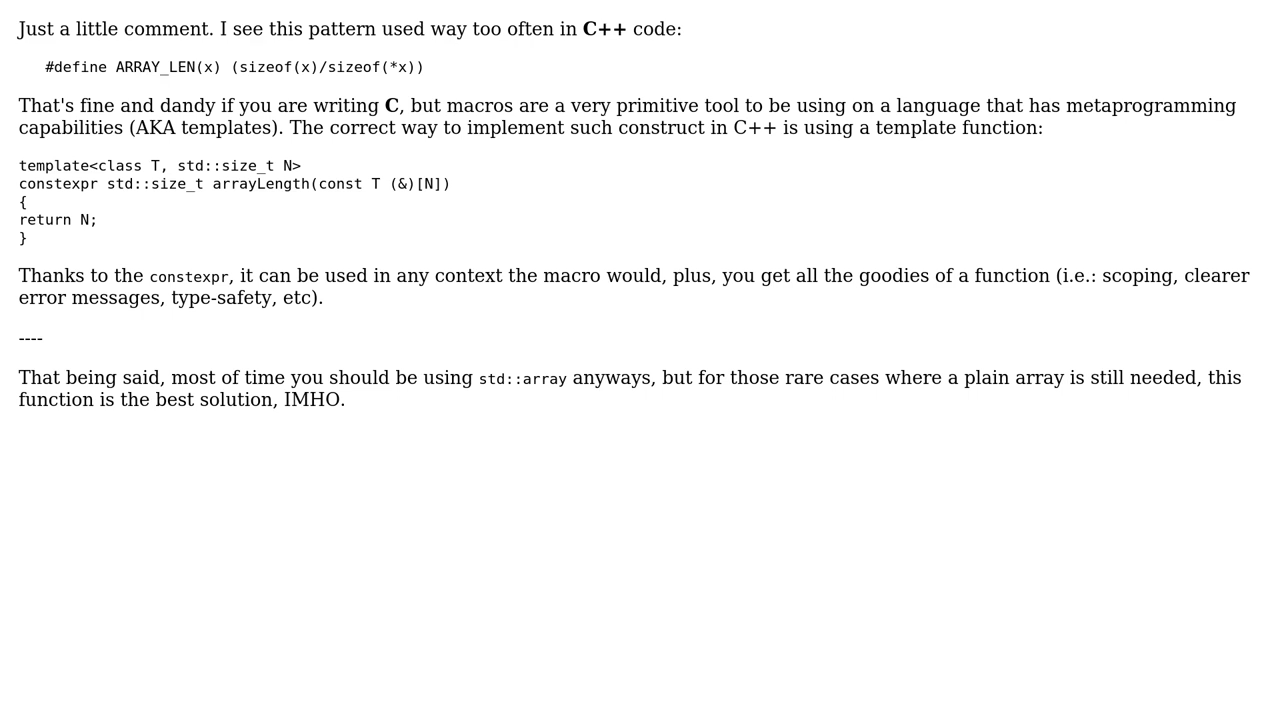 Just a little comment. I see this pattern used way too often in C++ code:
#define ARRAY_LEN(x) (sizeof(x)/sizeof(*x))
That's fine and dandy if you are writing C, but macros are a very primitive tool to be using on a language that has metaprogramming
capabilities (AKA templates). The correct way to implement such construct in C++ is using a template function:
template<class T, std::size_t N>
constexpr std::size_t arrayLength(const T (&)[N])
{
return N;
}
Thanks to the constexpr, it can be used in any context the macro would, plus, you get all the goodies of a function (i.e.: scoping, clearer
error messages, type-safety, etc).
----
That being said, most of time you should be using std::array anyways, but for those rare cases where a plain array is still needed, this
function is the best solution, IMHO.